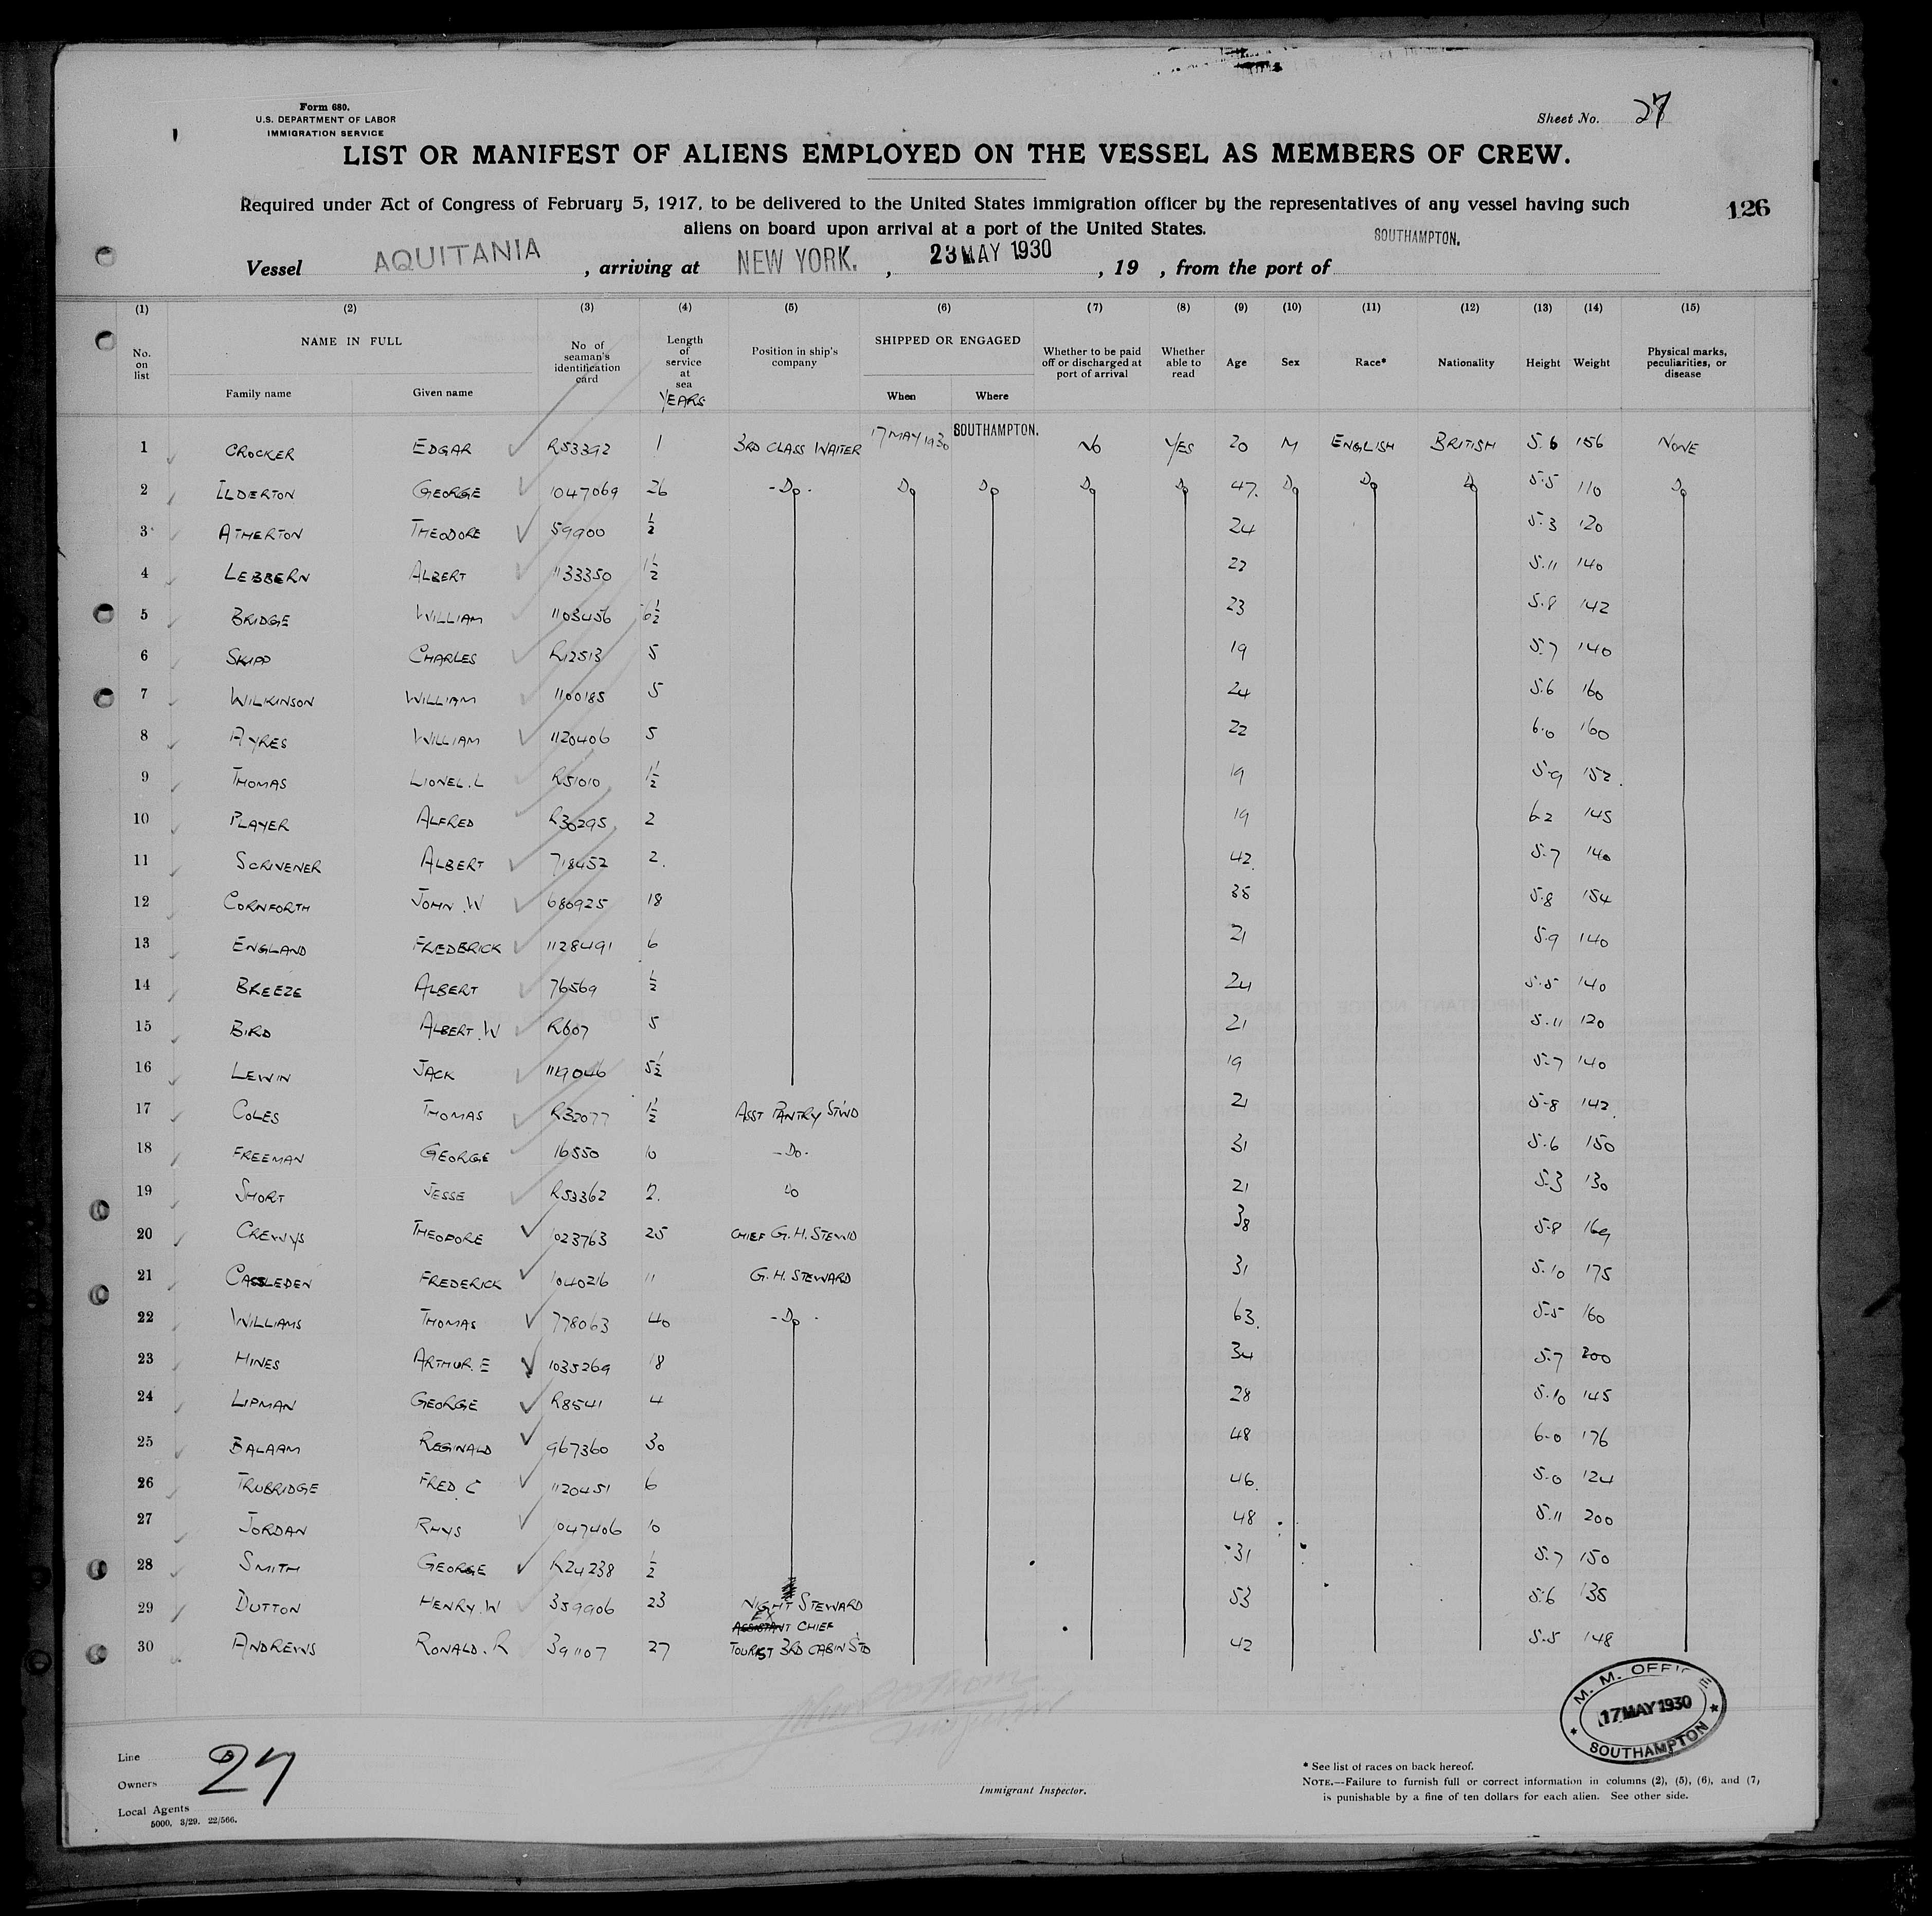 Form 680.
U.S. DEPARTMENT OF LABOR
IMMIGRATION SERVICE
Sheet No. 27
LIST OR MANIFEST OF ALIENS EMPLOYED ON THE VESSEL AS MEMBERS OF CREW.
Required under Act of Congress of February 5, 1917, to be delivered to the United States immigration officer by the representatives of any vessel having such
aliens on board upon arrival at a port of the United States.
126
Vessel AQUITANIA, arriving at NEW YORK., 23 MAY 1930, 19 , from the port of SOUTHAMPTON.
(1) (2) (3) (4) (5) (6) (7) (8) (9) (10) (11) (12) (13) (14) (15)
No. on list NAME IN FULL Family name Given name No of seaman's identification card Length of service at sea YEARS Position in ship's company SHIPPED OR ENGAGED When Where Whether to be paid off or discharged at port of arrival Whether able to read Age Sex Race* Nationality Height Weight Physical marks, peculiarities, or disease
1 CROCKER EDGAR R53392 1 3RD CLASS WAITER 17 MAY 1930 SOUTHAMPTON. NO YES 20 M ENGLISH BRITISH 5.6 156 NONE
2 ILDERTON GEORGE 1047069 26 -Do- Do Do Do Do 47. Do Do Do 5.5 110 Do
3 ATHERTON THEODORE 59900 ½ 24 5.3 120
4 LEBBERN ALBERT 1133350 1½ 22 5.11 140
5 BRIDGE WILLIAM 1103456 6½ 23 5.8 142
6 SKIPP CHARLES R12513 5 19 5.7 140
7 WILKINSON WILLIAM 1100185 5 24 5.6 160
8 AYRES WILLIAM 1120406 5 22 6.0 160
9 THOMAS LIONEL.L R51010 1½ 19 5-9 152.
10 PLAYER ALFRED R30295 2 19 6-2 145
11 SCRIVENER ALBERT 718452 2. 42. 5.7 140
12 CORNFORTH JOHN.W 680925 18 38 5.8 154
13 ENGLAND FREDERICK 1128491 6 21 5.9 140
14 BREEZE ALBERT 76569 ½ 24 5.5 140
15 BIRD ALBERT.W R607 5 21 5.11 120
16 LEWIN JACK 1119046 5½ 19 5-7 140
17 COLES THOMAS R32077 1½ ASST PANTRY STWD 21 5-8 142
18 FREEMAN GEORGE 16550 10 -Do- 31 5.6 150
19 SHORT JESSE R53362 2. Do 21 5-3 130
20 CREWYS THEODORE 1023763 25 CHIEF G.H. STEWD 38 5-8 169
21 CASSLEDEN FREDERICK 1040216 11 G.H. STEWARD 31 5.10 175
22 WILLIAMS THOMAS 778063 40 -Do- 63. 5-5 160
23 HINES ARTHUR.E 1035269 18 34 5.7 200
24 LIPMAN GEORGE R8541 4 28 5.10 145
25 BALAAM REGINALD 967360 30 48 6-0 176
26 TRUBRIDGE FRED.C 1120451 6 46. 5.0 124
27 JORDAN RHYS 1047406 10 48 5.11 200
28 SMITH GEORGE R24238 ½ 31 5.7 150
29 DUTTON HENRY.W 359906 23 NIGHT STEWARD 53 5.6 135
30 ANDREWS RONALD.R 391107 27 ASSISTANT CHIEF TOURIST 3RD CABIN STD 42 5.5 148
M. M. OFFICE
17 MAY 1930
SOUTHAMPTON
Line
Owners
Local Agents
27
5000. 3/29. 22/566.
Immigrant Inspector.
* See list of races on back hereof.
NOTE.—Failure to furnish full or correct information in columns (2), (5), (6), and (7)
is punishable by a fine of ten dollars for each alien. See other side.